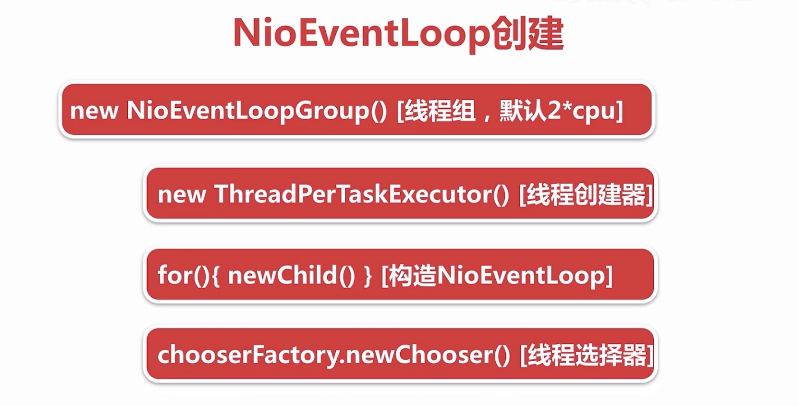 NioEventLoop创建
new NioEventLoopGroup() [线程组，默认2*cpu]
new ThreadPerTaskExecutor() [线程创建器]
for(){ newChild() } [构造NioEventLoop]
chooserFactory.newChooser() [线程选择器]